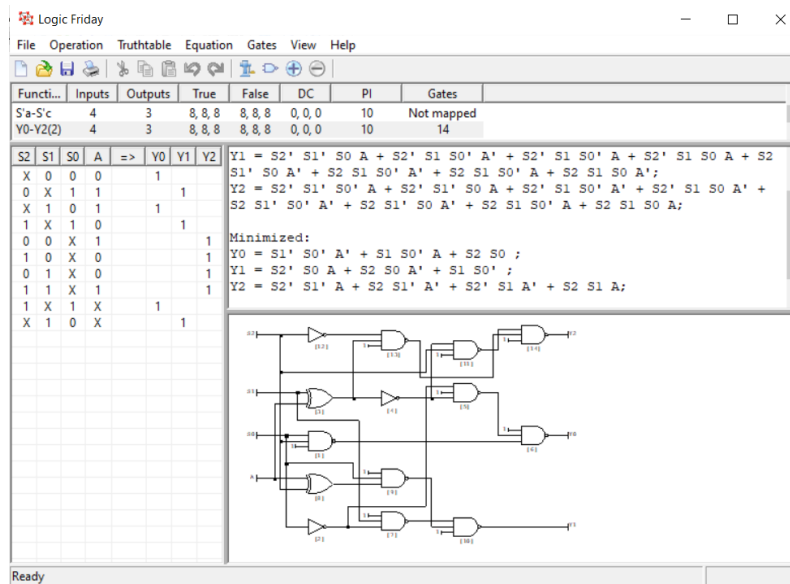 Logic Friday
File Operation Truthtable Equation Gates View Help
Functi... Inputs Outputs True False DC PI Gates
S'a-S'c 4 3 8, 8, 8 8, 8, 8 0, 0, 0 10 Not mapped
Y0-Y2(2) 4 3 8, 8, 8 8, 8, 8 0, 0, 0 10 14
S2 S1 S0 A => Y0 Y1 Y2
X 0 0 0 1
0 X 1 1 1
X 1 0 1 1
1 X 1 0 1
0 0 X 1 1
1 0 X 0 1
0 1 X 0 1
1 1 X 1 1
1 X 1 X 1
X 1 0 X 1
Y1 = S2' S1' S0 A + S2' S1 S0' A' + S2' S1 S0' A + S2' S1 S0 A + S2
S1' S0 A' + S2 S1 S0' A' + S2 S1 S0' A + S2 S1 S0 A';
Y2 = S2' S1' S0' A + S2' S1' S0 A + S2' S1 S0' A' + S2' S1 S0 A' +
S2 S1' S0' A' + S2 S1' S0 A' + S2 S1 S0' A + S2 S1 S0 A;
Minimized:
Y0 = S1' S0' A' + S1 S0' A + S2 S0 ;
Y1 = S2' S0 A + S2 S0 A' + S1 S0' ;
Y2 = S2' S1' A + S2 S1' A' + S2' S1 A' + S2 S1 A;
Ready